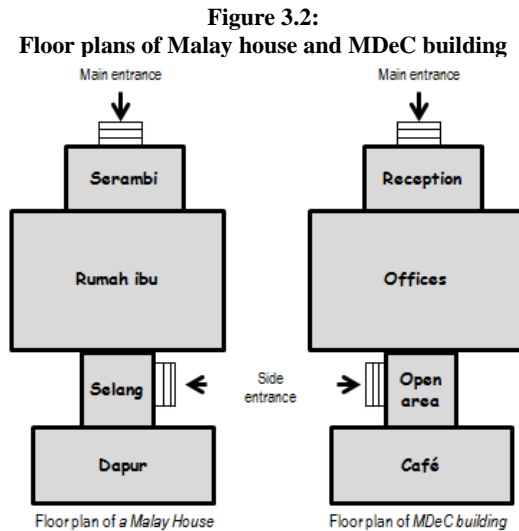 Figure 3.2:
Floor plans of Malay house and MDeC building
Main entrance
Main entrance
Serambi
Reception
Rumah ibu
Offices
Selang
Side
entrance
Open
area
Dapur
Café
Floor plan of a Malay House
Floor plan of MDeC building